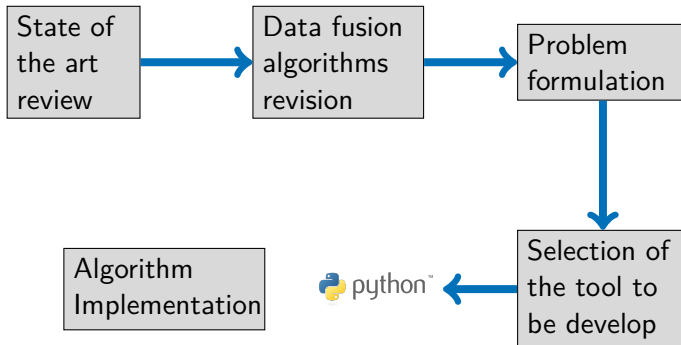 State of
the art
review
Data fusion
algorithms
revision
Problem
formulation
Selection of
the tool to
be develop
python™
Algorithm
Implementation